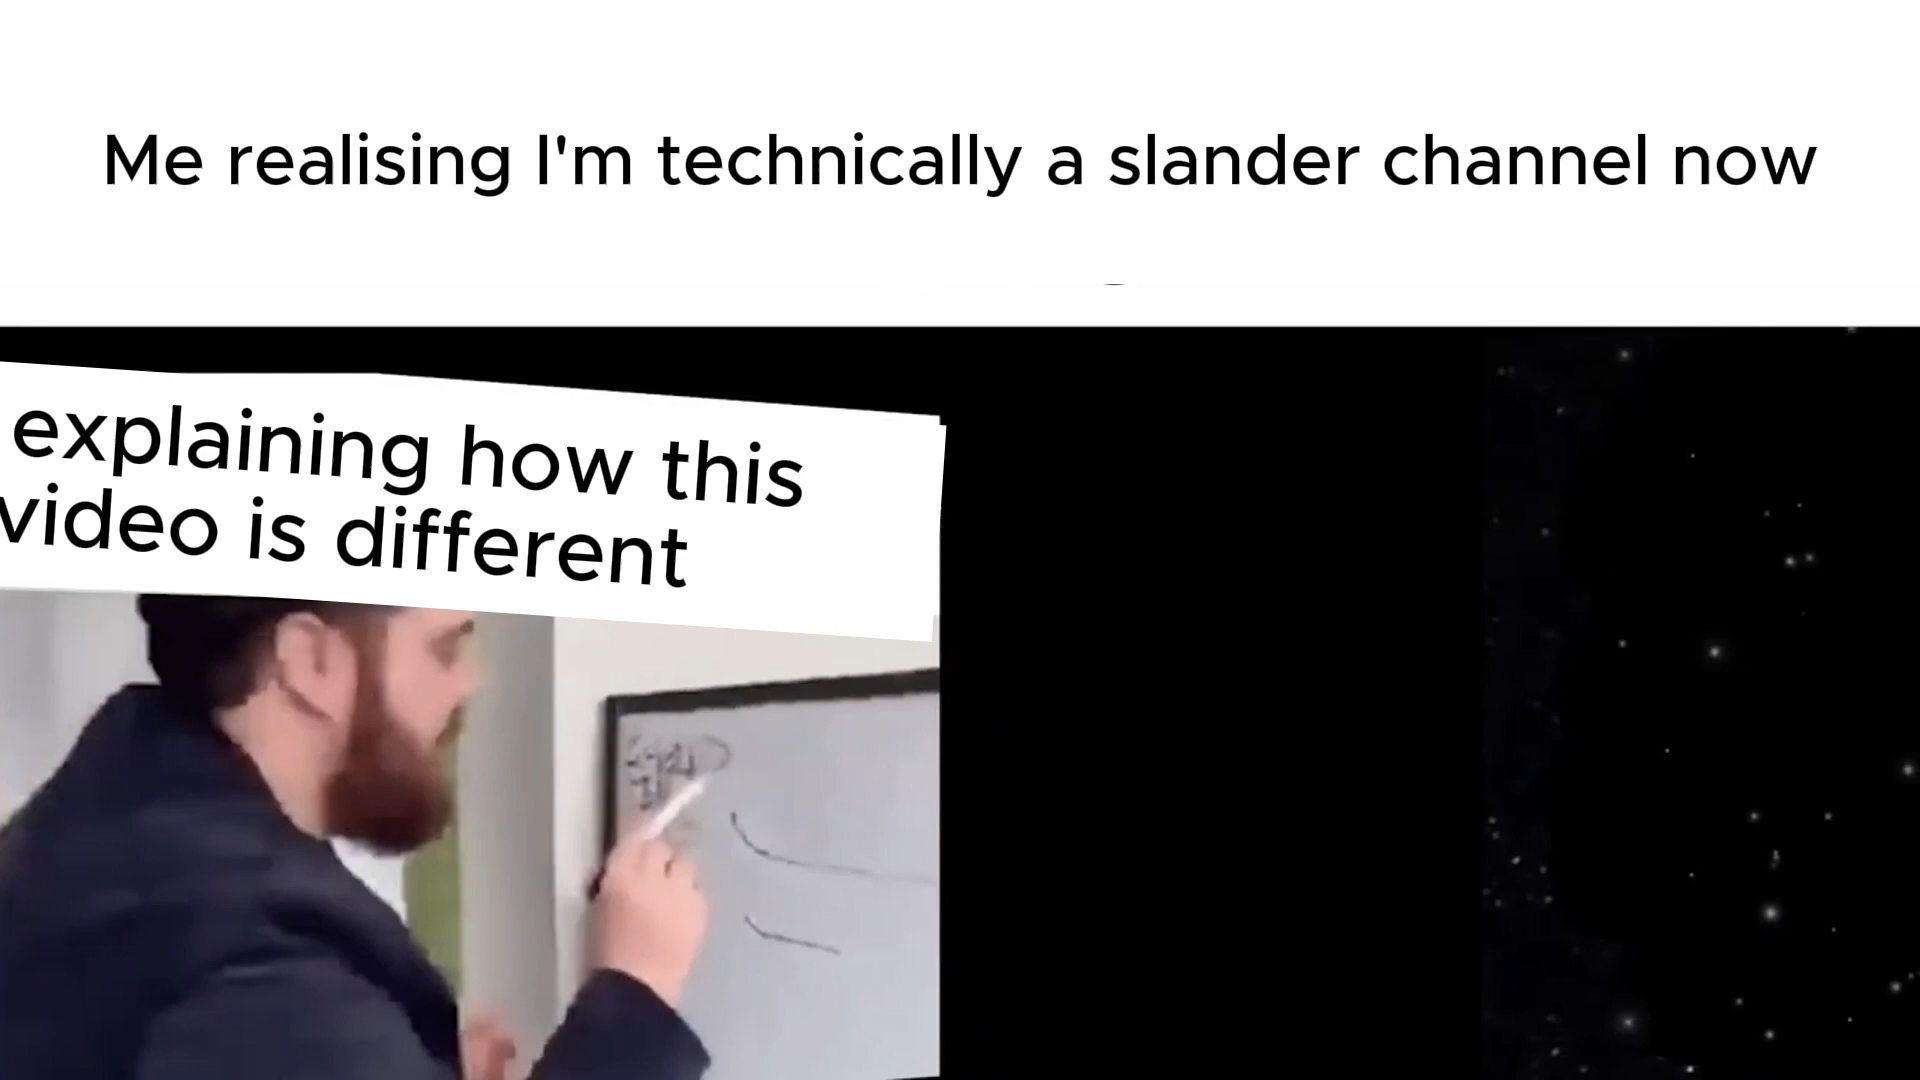 Me realising I'm technically a slander channel now
explaining how this
video is different